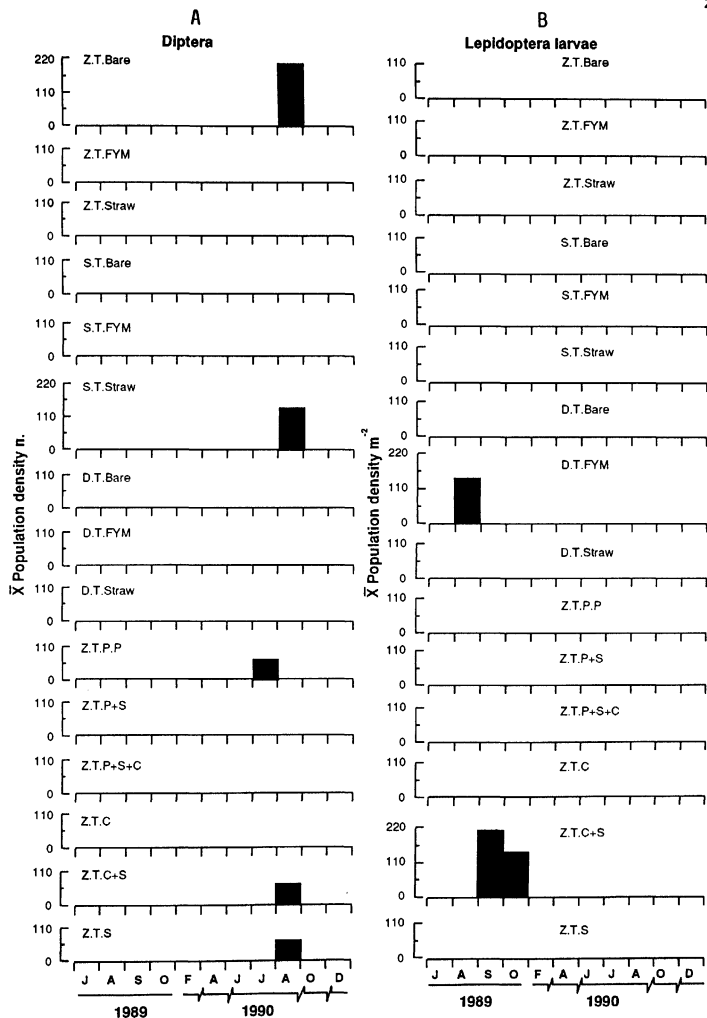 A
Diptera
X̄ Population density n.
220
110
0
Z.T.Bare
110
0
Z.T.FYM
110
0
Z.T.Straw
110
0
S.T.Bare
110
0
S.T.FYM
220
110
0
S.T.Straw
110
0
D.T.Bare
110
0
D.T.FYM
110
0
D.T.Straw
110
0
Z.T.P.P
110
0
Z.T.P+S
110
0
Z.T.P+S+C
110
0
Z.T.C
110
0
Z.T.C+S
110
0
Z.T.S
J A S O F A J J A O D
1989 1990
B
Lepidoptera larvae
X̄ Population density m⁻²
110
0
Z.T.Bare
110
0
Z.T.FYM
110
0
Z.T.Straw
110
0
S.T.Bare
110
0
S.T.FYM
110
0
S.T.Straw
110
0
D.T.Bare
220
110
0
D.T.FYM
110
0
D.T.Straw
110
0
Z.T.P.P
110
0
Z.T.P+S
110
0
Z.T.P+S+C
110
0
Z.T.C
220
110
0
Z.T.C+S
110
0
Z.T.S
J A S O F A J J A O D
1989 1990